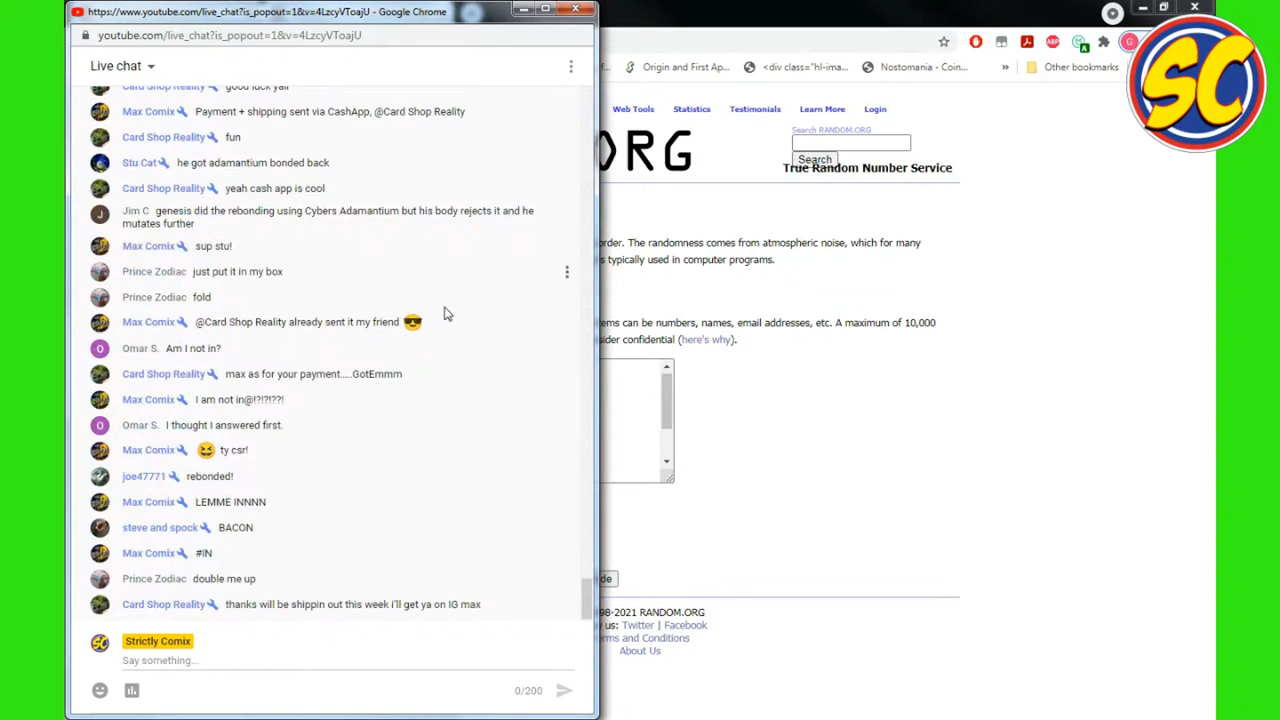 https://www.youtube.com/live_chat?is_popout=1&v=4LzcyVToajU - Google Chrome
youtube.com/live_chat?is_popout=1&v=4LzcyVToajU
Live chat
Card Shop Reality good luck yall
Max Comix Payment + shipping sent via CashApp, @Card Shop Reality
Card Shop Reality fun
Stu Cat he got adamantium bonded back
Card Shop Reality yeah cash app is cool
Jim C genesis did the rebonding using Cybers Adamantium but his body rejects it and he
mutates further
Max Comix sup stu!
Prince Zodiac just put it in my box
Prince Zodiac fold
Max Comix @Card Shop Reality already sent it my friend
Omar S. Am I not in?
Card Shop Reality max as for your payment.....GotEmmm
Max Comix I am not in@!?!?!??!
Omar S. I thought I answered first.
Max Comix ty csr!
joe47771 rebonded!
Max Comix LEMME INNNN
steve and spock BACON
Max Comix #IN
Prince Zodiac double me up
Card Shop Reality thanks will be shippin out this week i'll get ya on IG max
Strictly Comix
Say something...
0/200
f... Origin and First Ap... <div class="hl-ima... Nostomania - Coin... » Other bookmarks
ABP
G
SC
Web Tools Statistics Testimonials Learn More Login
Search RANDOM.ORG
Search
ORG
True Random Number Service
order. The randomness comes from atmospheric noise, which for many
s typically used in computer programs.
ems can be numbers, names, email addresses, etc. A maximum of 10,000
sider confidential (here's why).
de
98-2021 RANDOM.ORG
us: Twitter | Facebook
erms and Conditions
About Us
SC